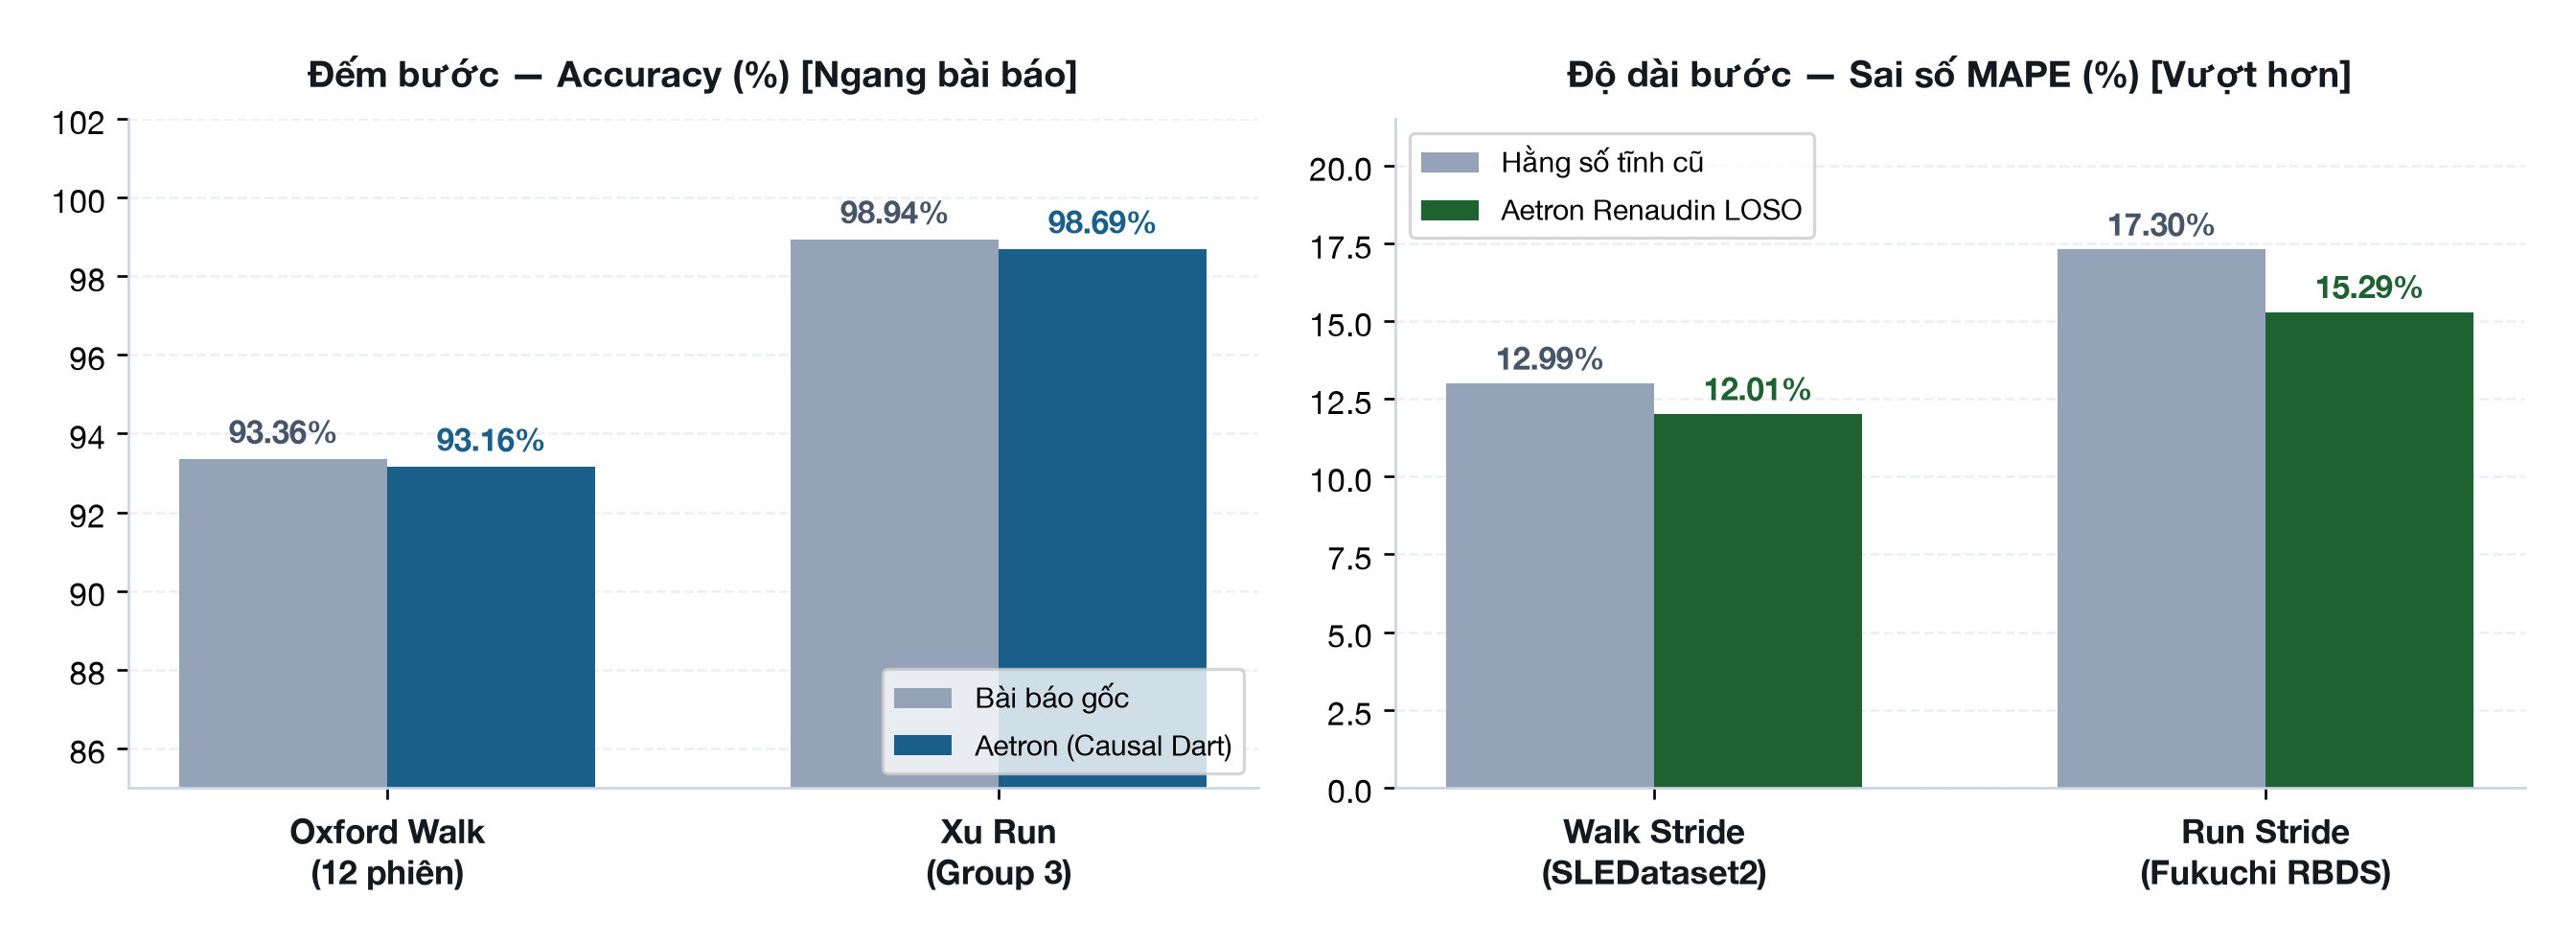 Đếm bước — Accuracy (%) [Ngang bài báo]
102
100
98
96
94
92
90
88
86
93.36%
93.16%
98.94%
98.69%
Bài báo gốc
Aetron (Causal Dart)
Oxford Walk
(12 phiên)
Xu Run
(Group 3)
Độ dài bước — Sai số MAPE (%) [Vượt hơn]
20.0
17.5
15.0
12.5
10.0
7.5
5.0
2.5
0.0
Hằng số tĩnh cũ
Aetron Renaudin LOSO
12.99%
12.01%
17.30%
15.29%
Walk Stride
(SLEDataset2)
Run Stride
(Fukuchi RBDS)